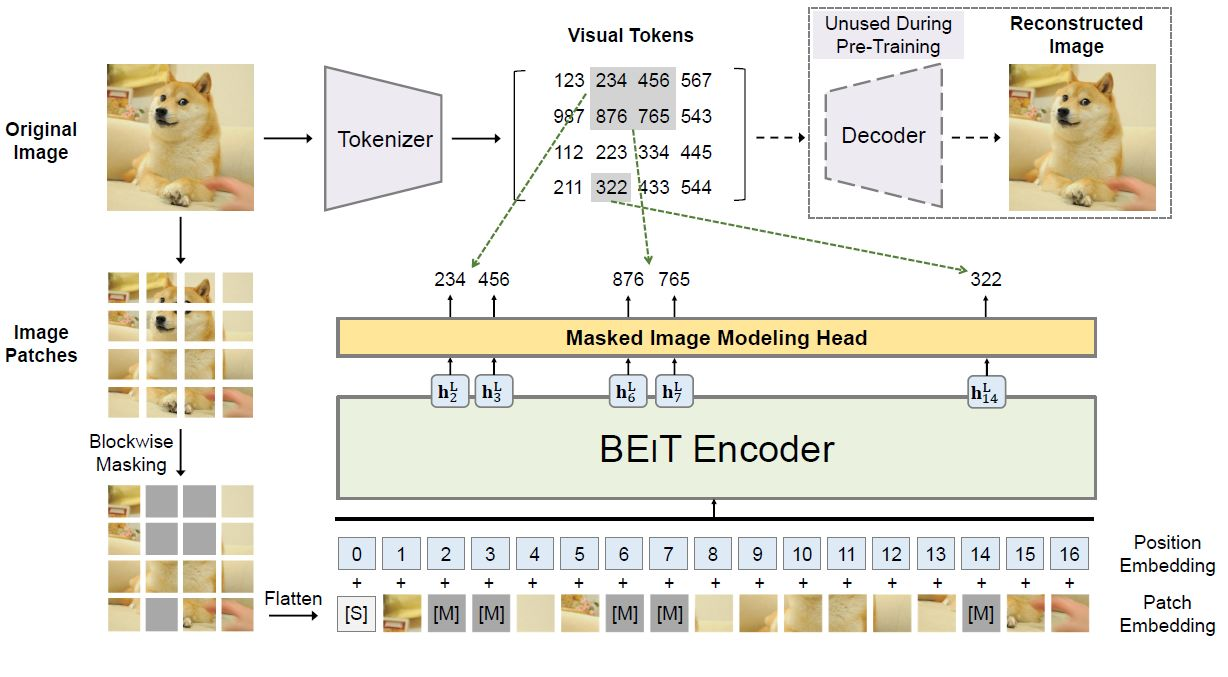 Unused During
Pre-Training
Reconstructed
Image
Visual Tokens
Original
Image
Tokenizer
123 234 456 567
987 876 765 543
112 223 334 445
211 322 433 544
Decoder
234 456 876 765 322
Image
Patches
Masked Image Modeling Head
h₂ᴸ h₃ᴸ h₆ᴸ h₇ᴸ h₁₄ᴸ
BEiT Encoder
Blockwise
Masking
0 1 2 3 4 5 6 7 8 9 10 11 12 13 14 15 16
Position
Embedding
+ + + + + + + + + + + + + + + + +
Flatten
[S] [M] [M] [M] [M] [M]
Patch
Embedding